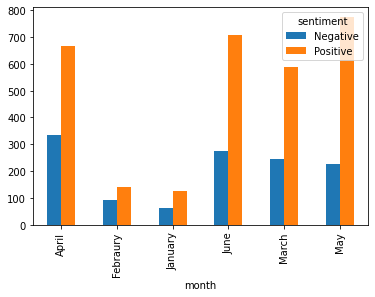 800
700
600
500
400
300
200
100
0
sentiment
Negative
Positive
April
Febraury
January
June
March
May
month